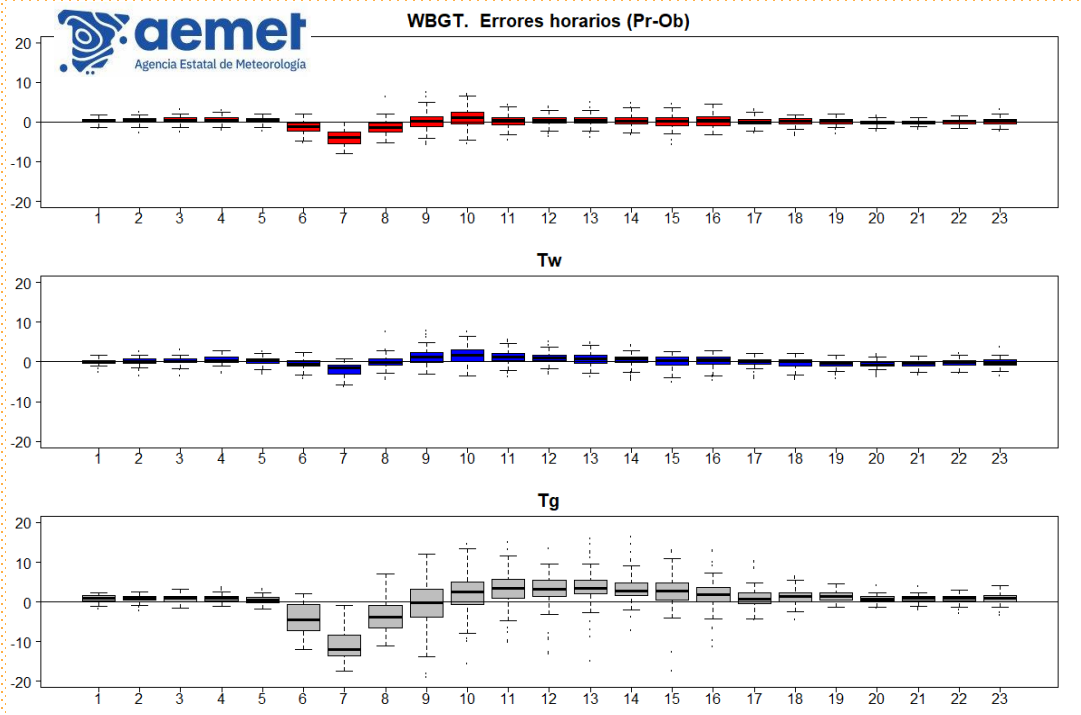 WBGT. Errores horarios (Pr-Ob)
aemet
Agencia Estatal de Meteorología
20
10
0
-10
-20
1 2 3 4 5 6 7 8 9 10 11 12 13 14 15 16 17 18 19 20 21 22 23
Tw
20
10
0
-10
-20
1 2 3 4 5 6 7 8 9 10 11 12 13 14 15 16 17 18 19 20 21 22 23
Tg
20
10
0
-10
-20
1 2 3 4 5 6 7 8 9 10 11 12 13 14 15 16 17 18 19 20 21 22 23